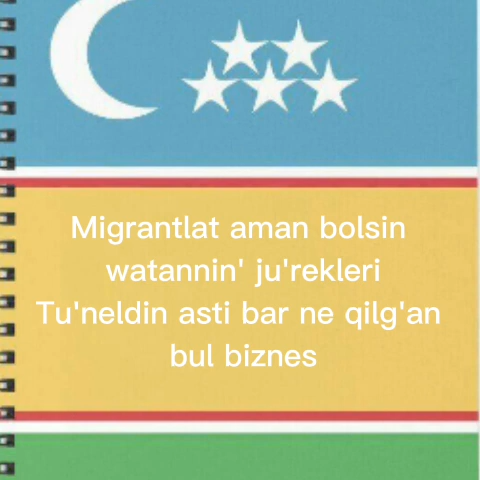 Migrantlat aman bolsin
watannin' ju'rekleri
Tu'neldin asti bar ne qilg'an
bul biznes